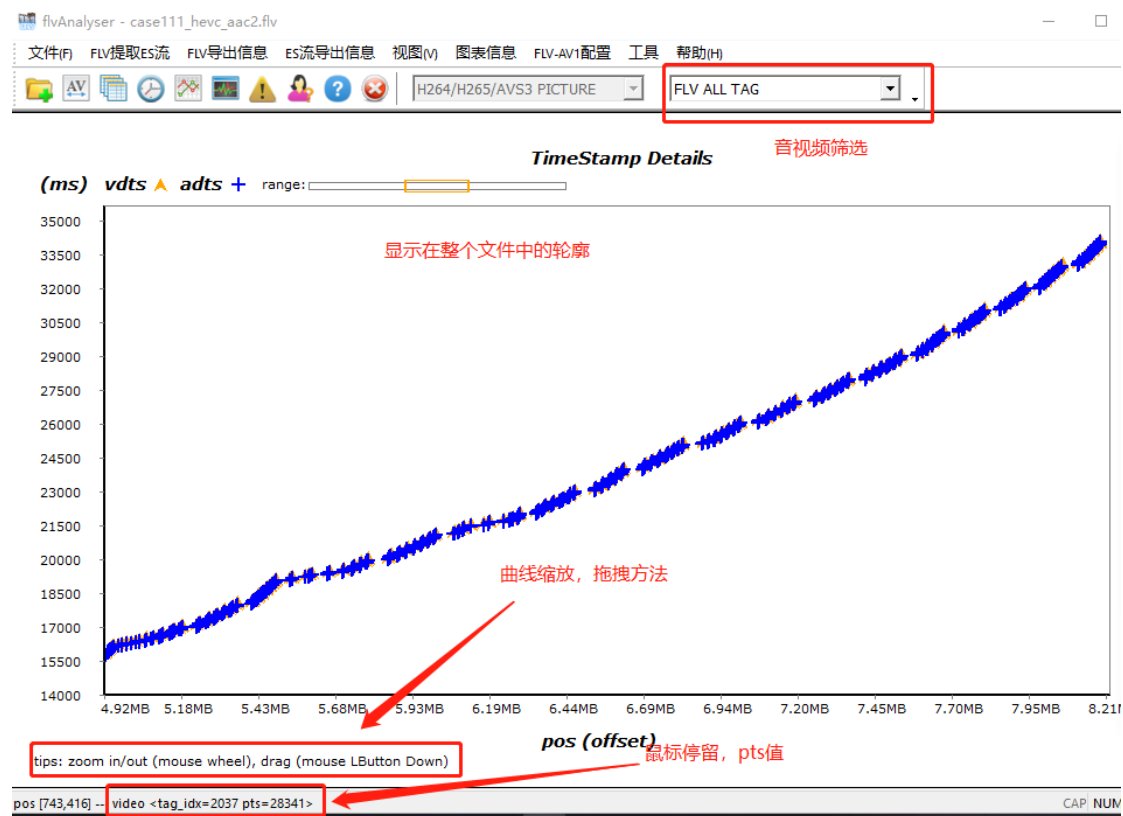 flvAnalyser - case111_hevc_aac2.flv
文件(F) FLV提取ES流 FLV导出信息 ES流导出信息 视图(V) 图表信息 FLV-AV1配置 工具 帮助(H)
AV H264/H265/AVS3 PICTURE FLV ALL TAG
音视频筛选
TimeStamp Details
(ms) vdts adts range:
35000
显示在整个文件中的轮廓
33500
32000
30500
29000
27500
26000
24500
23000
21500
20000
曲线缩放，拖拽方法
18500
17000
15500
14000
4.92MB 5.18MB 5.43MB 5.68MB 5.93MB 6.19MB 6.44MB 6.69MB 6.94MB 7.20MB 7.45MB 7.70MB 7.95MB 8.21
pos (offset)
鼠标停留，pts值
tips: zoom in/out (mouse wheel), drag (mouse LButton Down)
pos [743,416] -- video <tag_idx=2037 pts=28341> CAP NUM